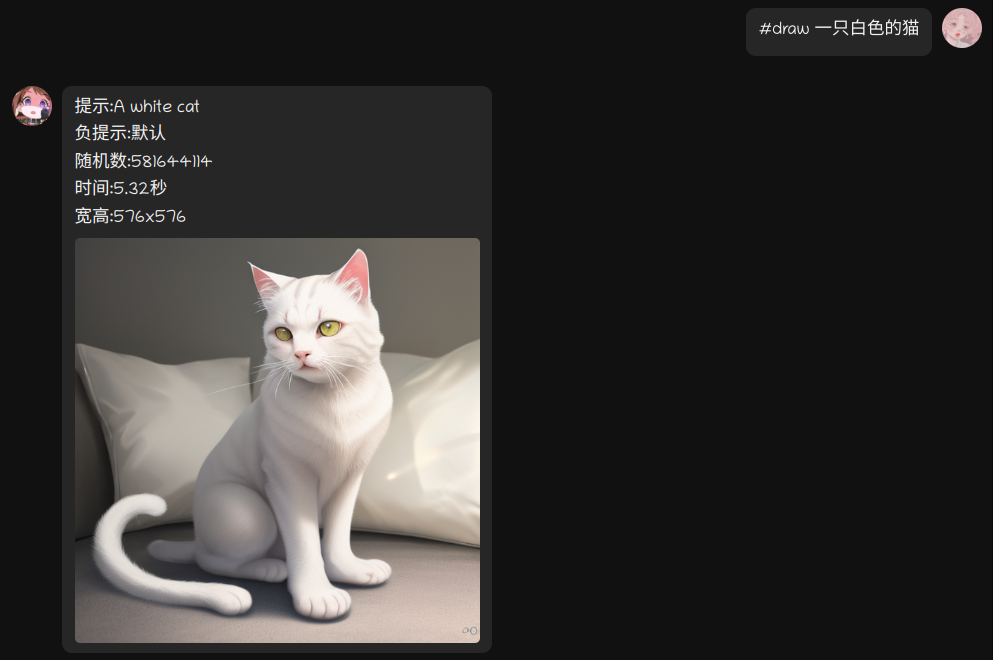 #draw 一只白色的猫
提示:A white cat
负提示:默认
随机数:581644114
时间:5.32秒
宽高:576x576